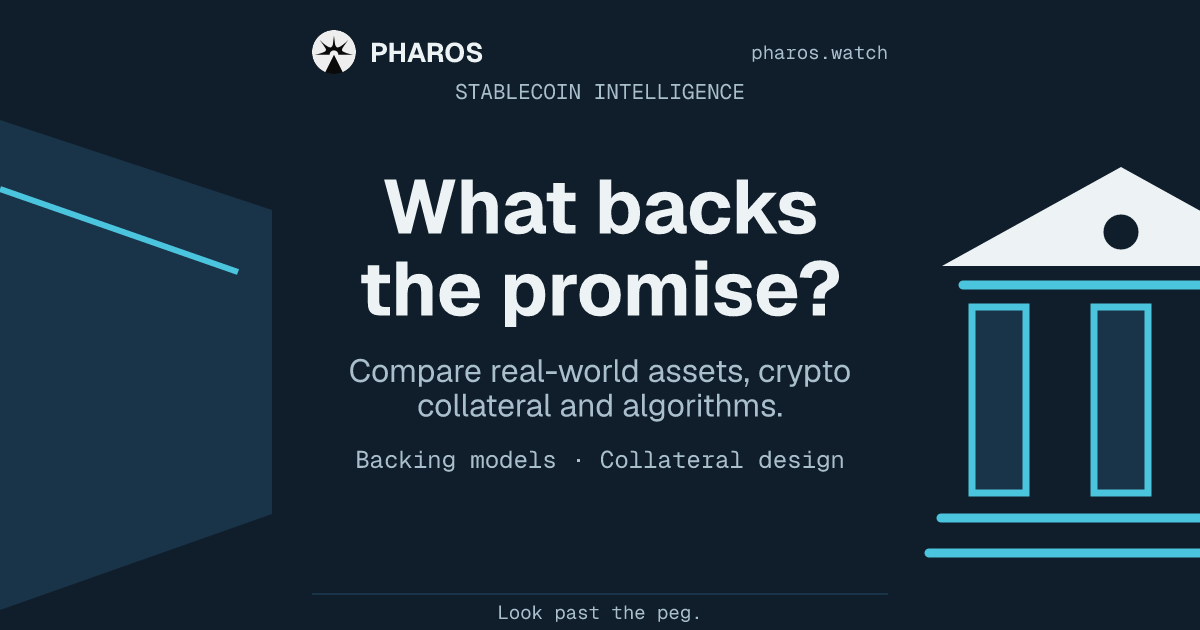 PHAROS
pharos.watch
STABLECOIN INTELLIGENCE
What backs
the promise?
Compare real-world assets, crypto
collateral and algorithms.
Backing models · Collateral design
Look past the peg.